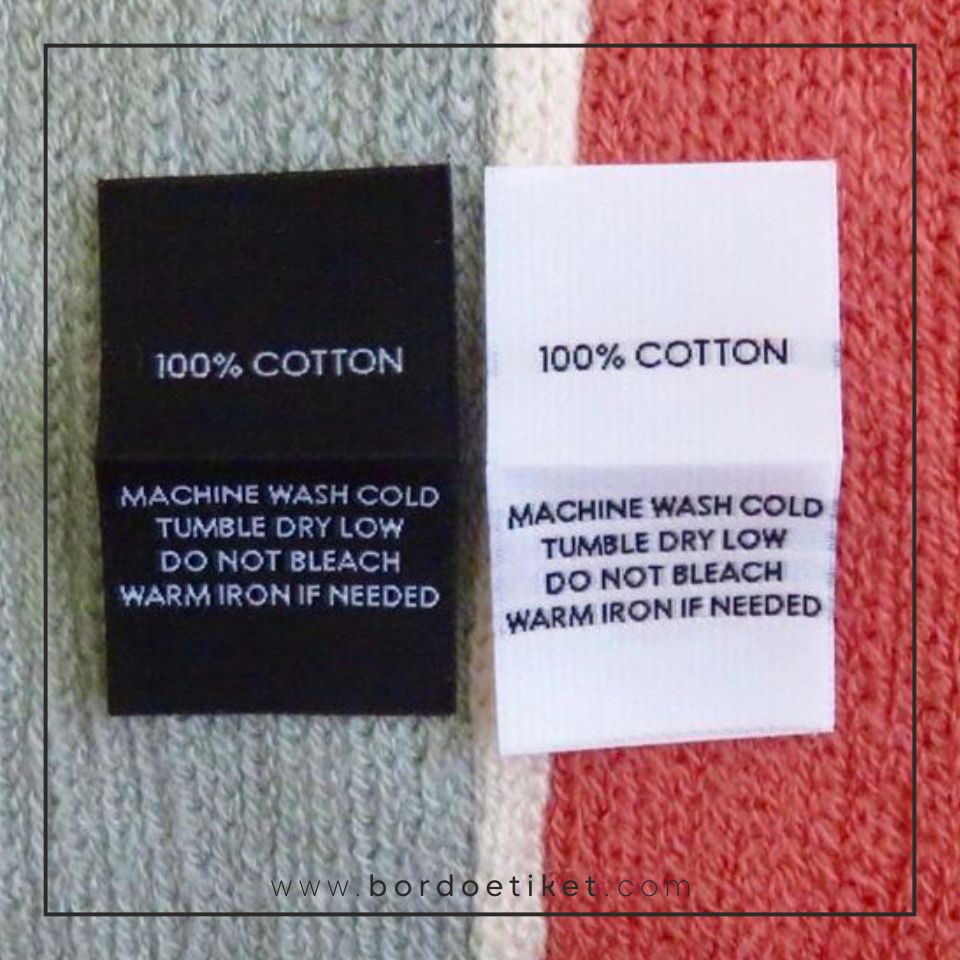 100% COTTON
MACHINE WASH COLD
TUMBLE DRY LOW
DO NOT BLEACH
WARM IRON IF NEEDED
100% COTTON
MACHINE WASH COLD
TUMBLE DRY LOW
DO NOT BLEACH
WARM IRON IF NEEDED
www.bordoetiket.com